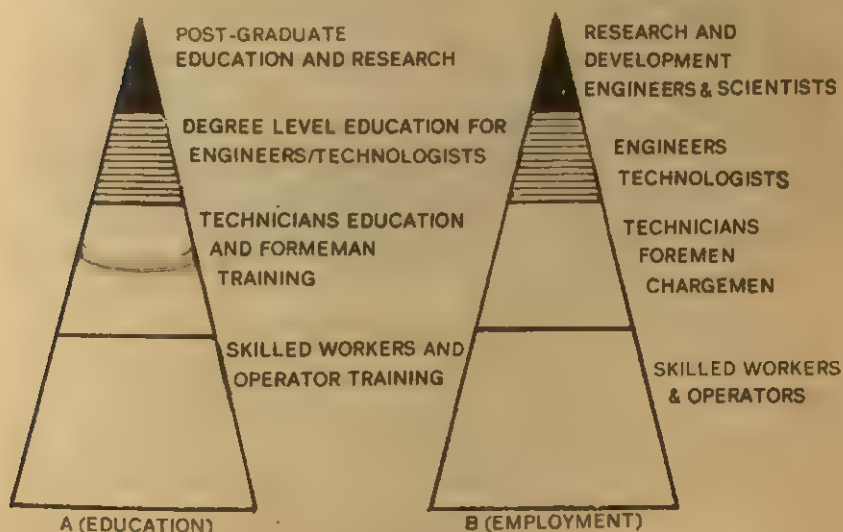 POST-GRADUATE
EDUCATION AND RESEARCH
DEGREE LEVEL EDUCATION FOR
ENGINEERS/TECHNOLOGISTS
TECHNICIANS EDUCATION
AND FORMEMAN
TRAINING
SKILLED WORKERS AND
OPERATOR TRAINING
A (EDUCATION)
RESEARCH AND
DEVELOPMENT
ENGINEERS & SCIENTISTS
ENGINEERS
TECHNOLOGISTS
TECHNICIANS
FOREMEN
CHARGEMEN
SKILLED WORKERS
& OPERATORS
B (EMPLOYMENT)